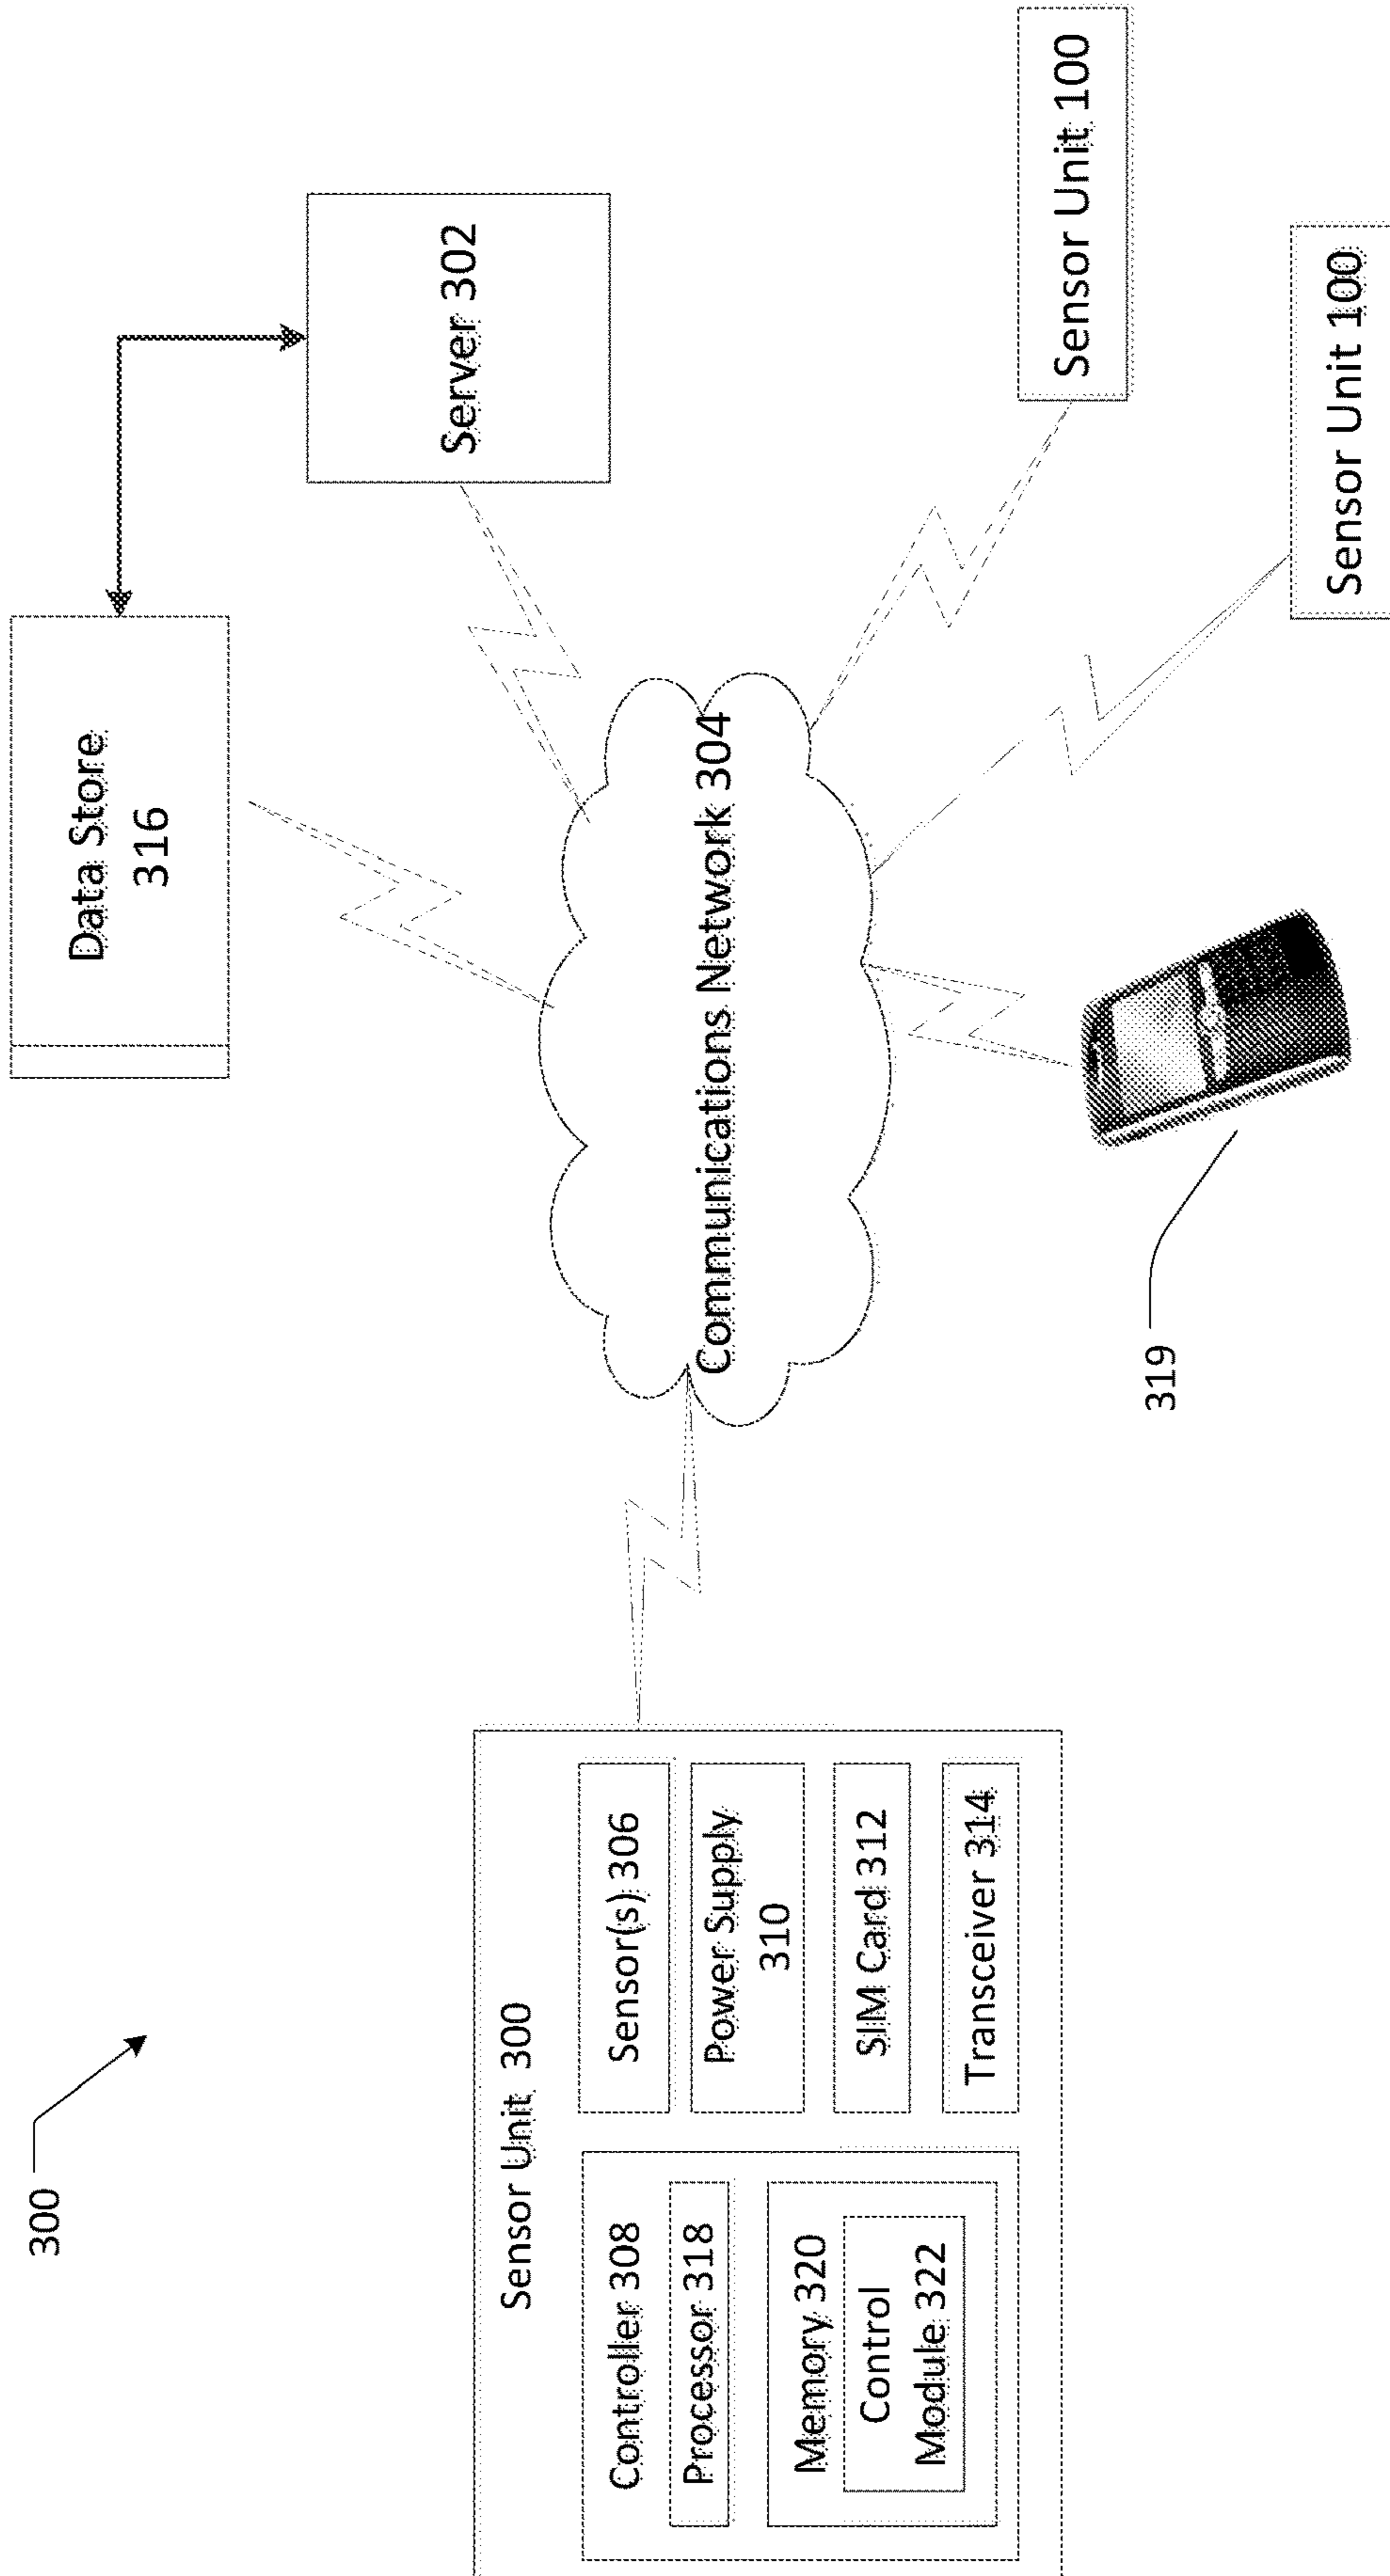 300
Sensor Unit 300
Controller 308
Processor 318
Memory 320
Control
Module 322
Sensor(s) 306
Power Supply
310
SIM Card 312
Transceiver 314
Communications Network 304
Data Store
316
Server 302
319
Sensor Unit 100
Sensor Unit 100